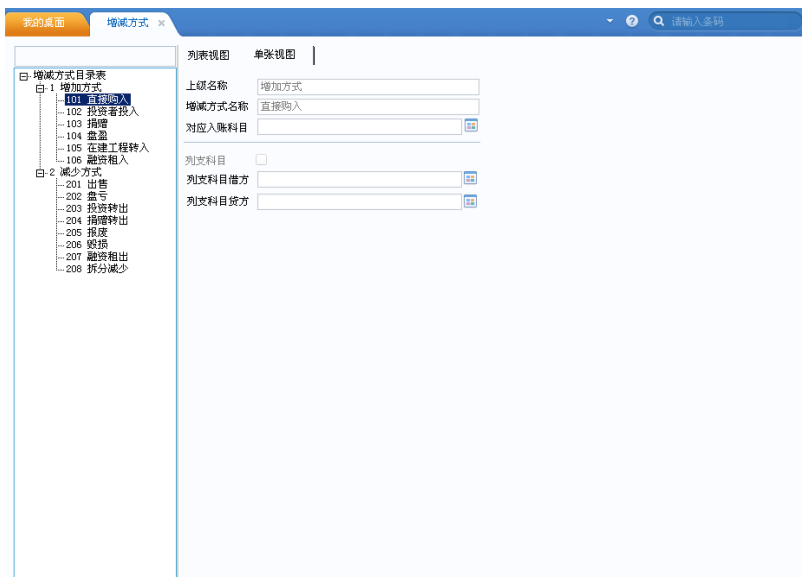 我的桌面 增减方式 请输入条码
列表视图 单张视图
增减方式目录表
1 增加方式
101 直接购入
102 投资者投入
103 捐赠
104 盘盈
105 在建工程转入
106 融资租入
2 减少方式
201 出售
202 盘亏
203 投资转出
204 捐赠转出
205 报废
206 毁损
207 融资租出
208 拆分减少
上级名称 增加方式
增减方式名称 直接购入
对应入账科目
列支科目
列支科目借方
列支科目贷方